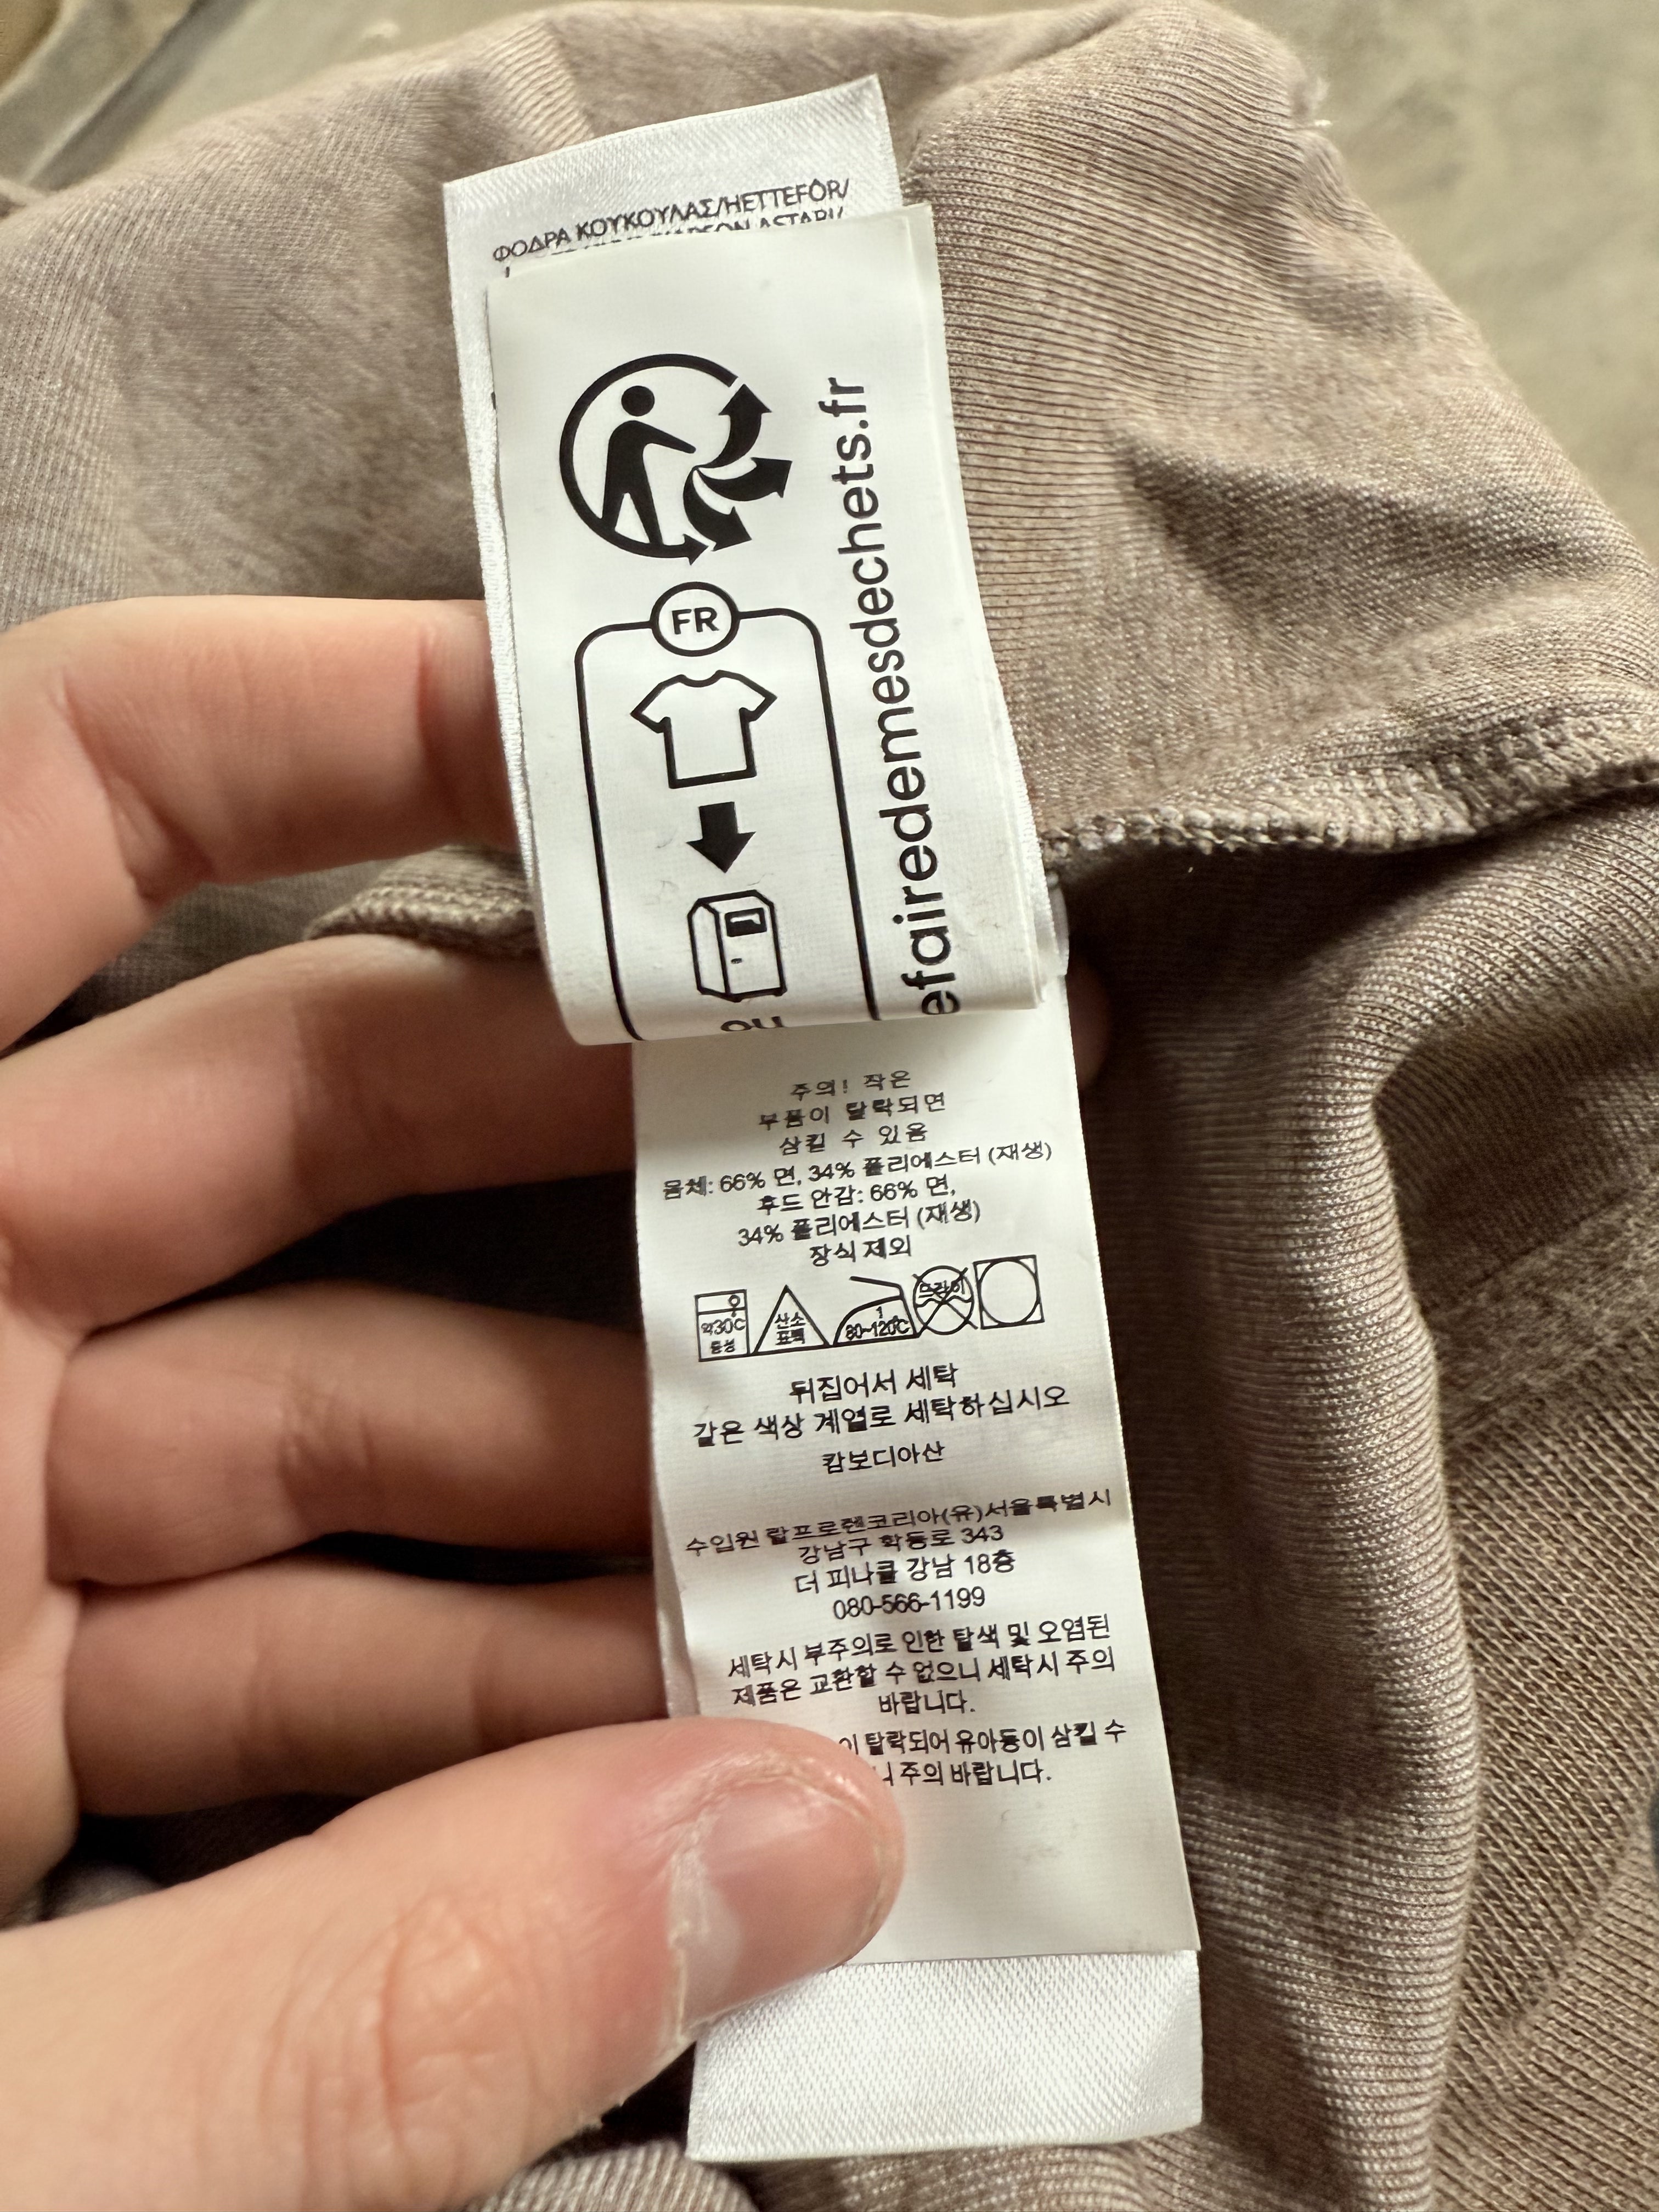 ΦΟΔΡΑ ΚΟΥΚΟΥΛΑΣ/HETTEFÔR/
FR
OU
efairedemesdechets.fr
주의! 작은
부품이 탈락되면
삼킬 수 있음
몸체: 66% 면, 34% 폴리에스터 (재생)
후드 안감: 66% 면,
34% 폴리에스터 (재생)
장식 제외
약30℃
중성
산소
표백
1
80~120℃
드라이
뒤집어서 세탁
같은 색상 계열로 세탁하십시오
캄보디아산
수입원 랄프로렌코리아(유)서울특별시
강남구 학동로 343
더 피나클 강남 18층
080-566-1199
세탁시 부주의로 인한 탈색 및 오염된
제품은 교환할 수 없으니 세탁시 주의
바랍니다.
이 탈락되어 유아등이 삼킬 수
니 주의 바랍니다.